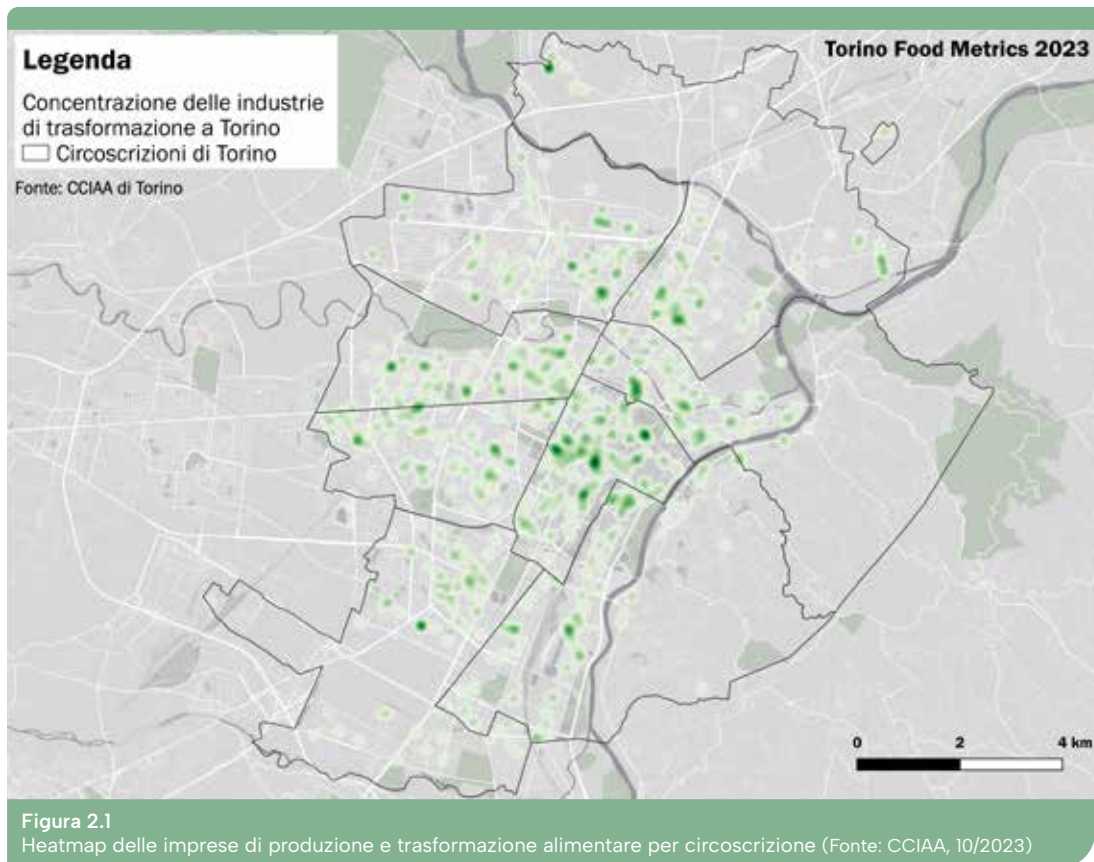 Legenda
Concentrazione delle industrie
di trasformazione a Torino
Circoscrizioni di Torino
Fonte: CCIAA di Torino
Torino Food Metrics 2023
0 2 4 km
Figura 2.1
Heatmap delle imprese di produzione e trasformazione alimentare per circoscrizione (Fonte: CCIAA, 10/2023)